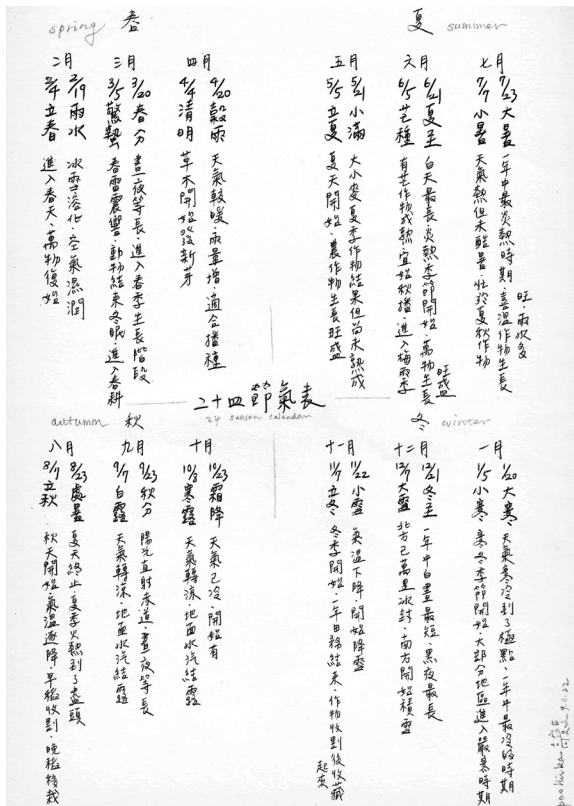 spring 春
二月
2/4 立春 進入春天·萬物復始
2/19 雨水 冰雪溶化·空氣濕潤
三月
3/5 驚蟄 春雷震響·動物結束冬眠·進入春耕
3/20 春分 晝夜等長 進入春季生長階段
四月
4/4 清明 草木開始發新芽
4/20 穀雨 天氣較暖·雨量增·適合播種
夏 summer
五月
5/5 立夏 夏天開始·農作物生長旺盛
5/21 小滿 大小麥夏季作物結果但尚未熟成
六月
6/5 芒種 有芒作物成熟·宜始秋播·進入梅雨季
6/21 夏至 白天最長·炎熱季節開始·萬物生長旺盛
七月
7/7 小暑 天氣熱但未酷暑·忙於夏秋作物
7/23 大暑 一年中最炎熱時期·喜溫作物生長旺·雨水多
二十四節氣表
24 season calendar
autumn 秋
八月
8/7 立秋 秋天開始·氣溫逐降·早稻收割·晚稻移栽
8/23 處暑 夏天終止·夏季火熱到了盡頭
九月
9/7 白露 天氣轉涼·地面水汽結露
9/23 秋分 陽光直射赤道·晝夜等長
十月
10/8 寒露 天氣轉涼·地面水汽結露
10/23 霜降 天氣已冷·開始有
冬 winter
十一月
11/7 立冬 冬季開始·一年田務結束·作物收割後收藏起來
11/22 小雪 氣溫下降·開始降雪
十二月
12/7 大雪 北方已萬里冰封·南方開始積雪
12/21 冬至 一年中白晝最短·黑夜最長
一月
1/5 小寒 寒冬季節開始·大部分地區進入嚴寒時期
1/20 大寒 天氣寒冷到了極點·一年中最冷的時期
9.11.22